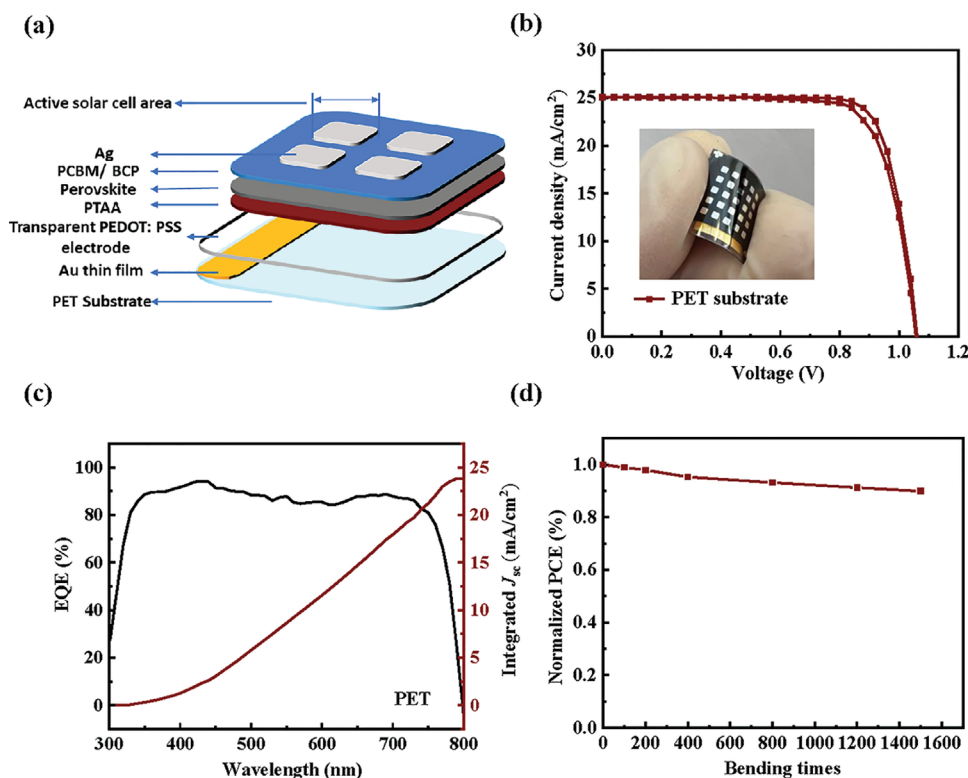 (a)
Active solar cell area
Ag
PCBM/ BCP
Perovskite
PTAA
Transparent PEDOT: PSS
electrode
Au thin film
PET Substrate
(b)
30
25
20
15
10
5
0
0.0 0.2 0.4 0.6 0.8 1.0 1.2
Current density (mA/cm²)
Voltage (V)
PET substrate
(c)
100
80
60
40
20
0
EQE (%)
25
20
15
10
5
0
Integrated Jsc (mA/cm²)
PET
300 400 500 600 700 800
Wavelength (nm)
(d)
1.0
0.8
0.6
0.4
0.2
0.0
Normalized PCE (%)
0 200 400 600 800 1000 1200 1400 1600
Bending times